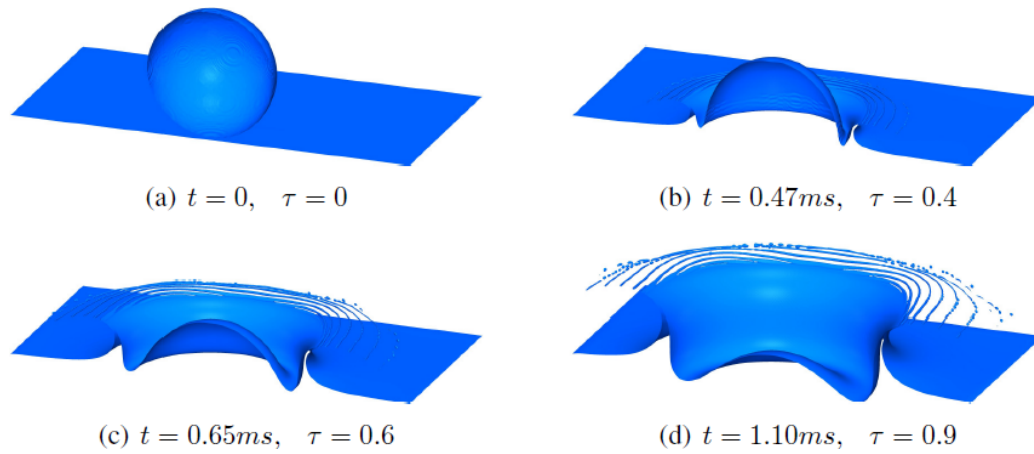 (a) t = 0,   τ = 0
(b) t = 0.47ms,   τ = 0.4
(c) t = 0.65ms,   τ = 0.6
(d) t = 1.10ms,   τ = 0.9